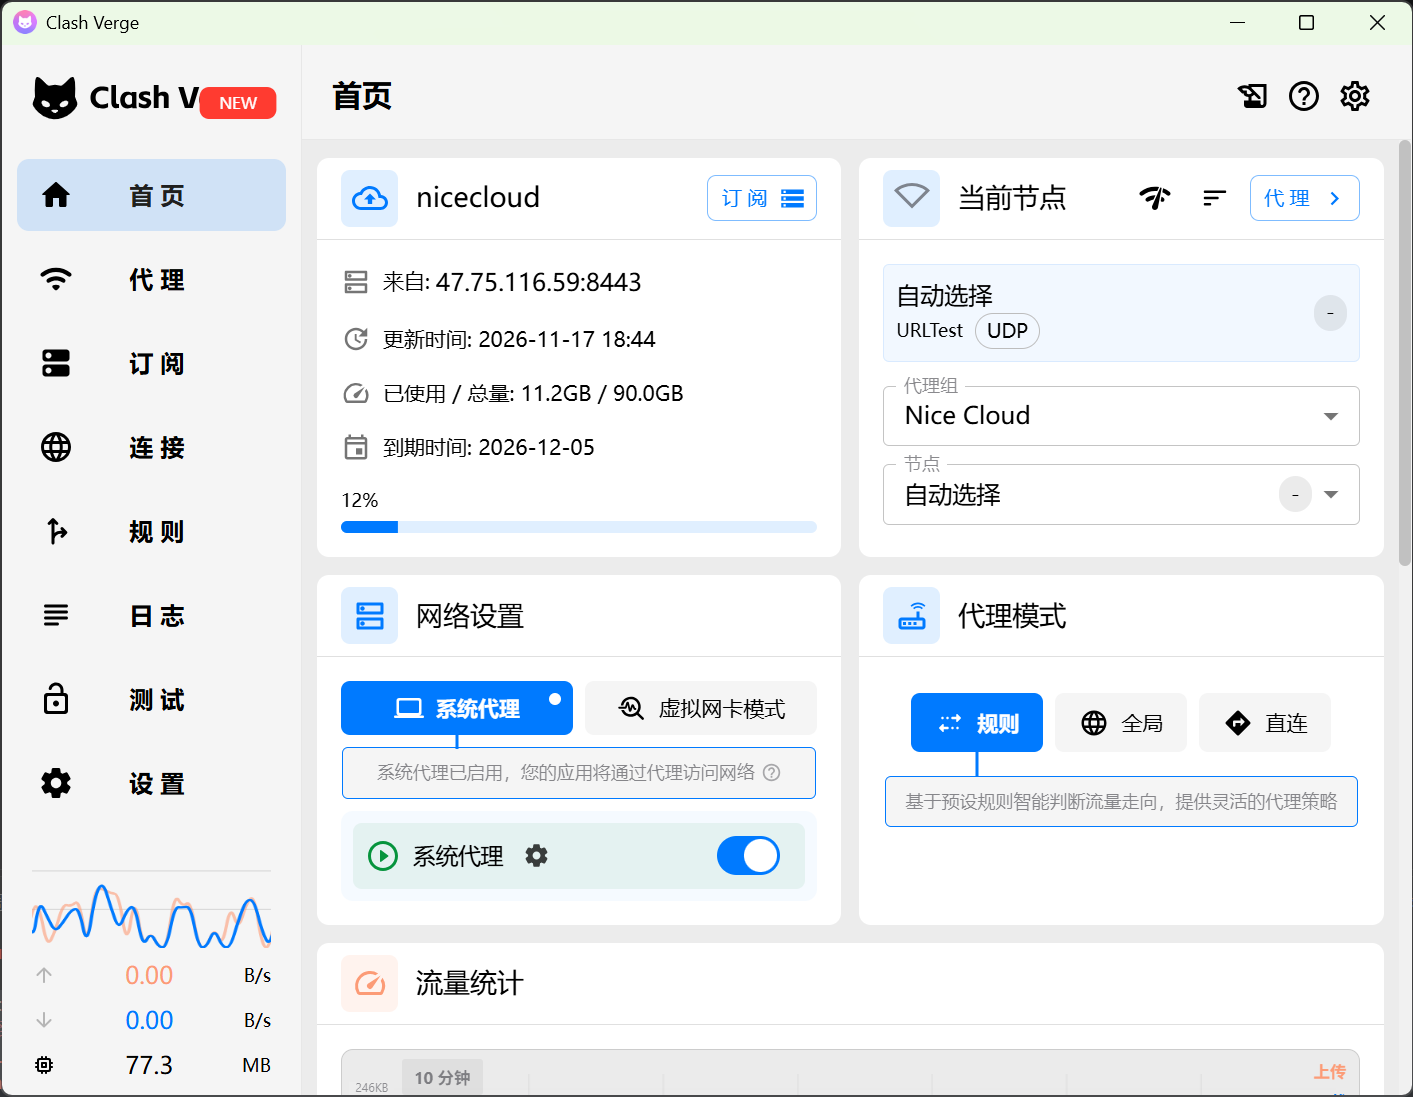 Clash Verge
Clash V
NEW
首页
首 页
代 理
订 阅
连 接
规 则
日 志
测 试
设 置
0.00 B/s
0.00 B/s
77.3 MB
nicecloud
订 阅
来自: 47.75.116.59:8443
更新时间: 2026-11-17 18:44
已使用 / 总量: 11.2GB / 90.0GB
到期时间: 2026-12-05
12%
当前节点
代 理
自动选择
URLTest UDP
-
代理组
Nice Cloud
节点
自动选择
-
网络设置
系统代理
虚拟网卡模式
系统代理已启用，您的应用将通过代理访问网络
系统代理
代理模式
规则
全局
直连
基于预设规则智能判断流量走向，提供灵活的代理策略
流量统计
246KB
10 分钟
上传